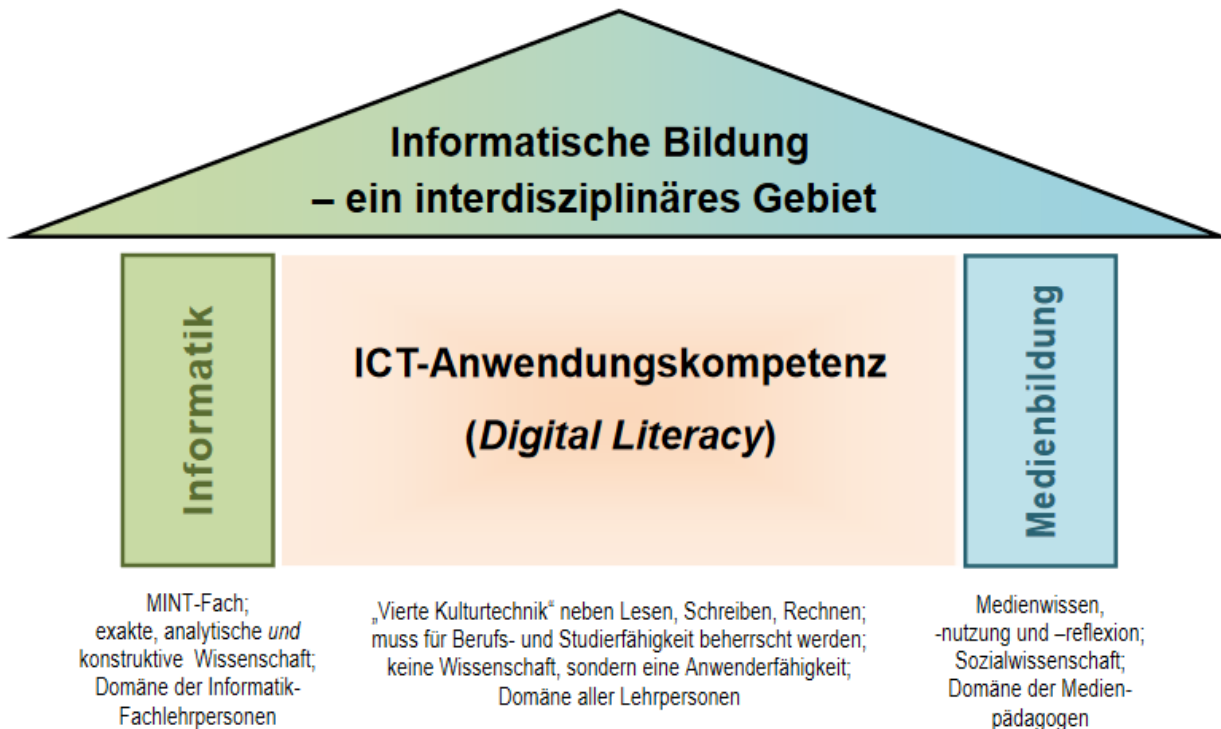 Informatische Bildung
– ein interdisziplinäres Gebiet
Informatik
ICT-Anwendungskompetenz
(Digital Literacy)
Medienbildung
MINT-Fach;
exakte, analytische und
konstruktive Wissenschaft;
Domäne der Informatik-
Fachlehrpersonen
„Vierte Kulturtechnik“ neben Lesen, Schreiben, Rechnen;
muss für Berufs- und Studierfähigkeit beherrscht werden;
keine Wissenschaft, sondern eine Anwenderfähigkeit;
Domäne aller Lehrpersonen
Medienwissen,
-nutzung und –reflexion;
Sozialwissenschaft;
Domäne der Medien-
pädagogen